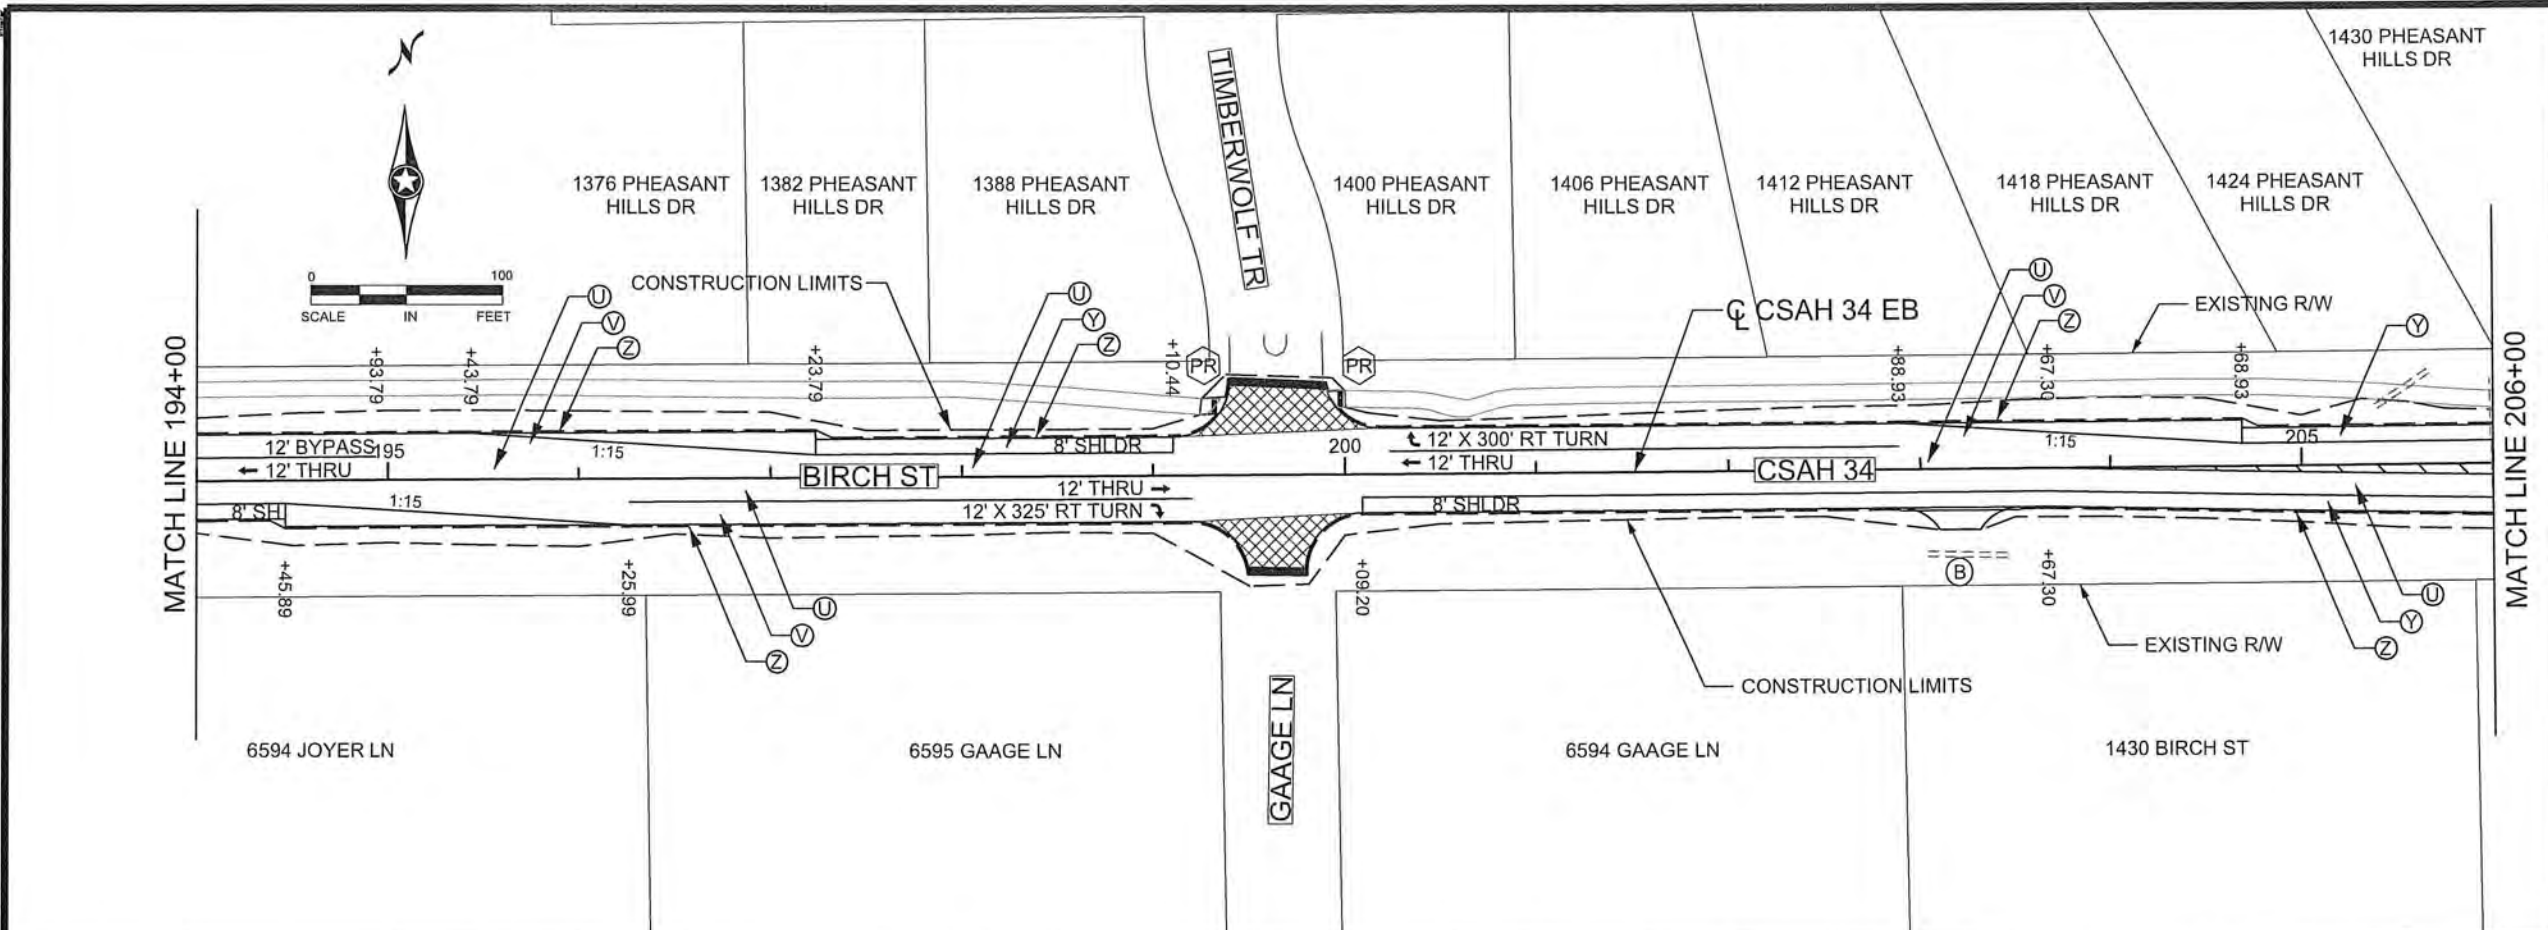 1430 PHEASANT
HILLS DR
N
TIMBERWOLF TR
1376 PHEASANT
HILLS DR
1382 PHEASANT
HILLS DR
1388 PHEASANT
HILLS DR
1400 PHEASANT
HILLS DR
1406 PHEASANT
HILLS DR
1412 PHEASANT
HILLS DR
1418 PHEASANT
HILLS DR
1424 PHEASANT
HILLS DR
0 100
SCALE IN FEET
CONSTRUCTION LIMITS
U
V
Z
U
Y
Z
℄ CSAH 34 EB
U
V
Z
EXISTING R/W
Y
MATCH LINE 194+00
MATCH LINE 206+00
+93.79
+43.79
+23.79
+10.44
PR
PR
+88.93
+67.30
+68.93
12' BYPASS
195
1:15
8' SHLDR
200
12' X 300' RT TURN
1:15
205
12' THRU
BIRCH ST
12' THRU
CSAH 34
12' THRU
1:15
8' SH
12' X 325' RT TURN
8' SHLDR
+45.89
+25.99
U
V
Z
+09.20
B
+67.30
U
Y
Z
EXISTING R/W
CONSTRUCTION LIMITS
GAAGE LN
6594 JOYER LN
6595 GAAGE LN
6594 GAAGE LN
1430 BIRCH ST